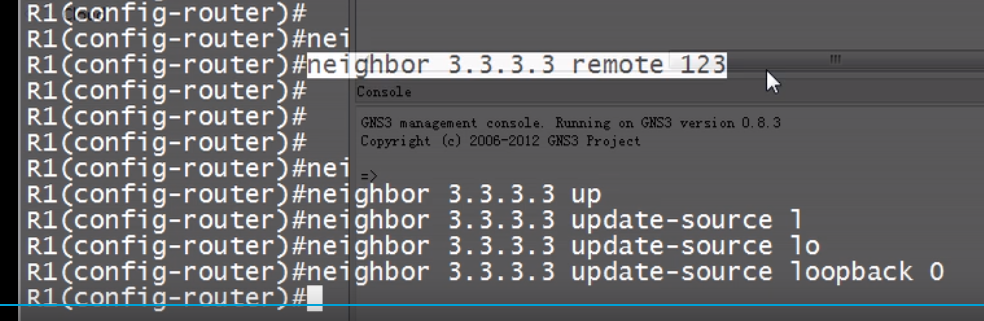 R1(config-router)#
R1(config-router)#nei
R1(config-router)#neighbor 3.3.3.3 remote 123
R1(config-router)#
Console
R1(config-router)#
GNS3 management console. Running on GNS3 version 0.8.3
R1(config-router)#
Copyright (c) 2006-2012 GNS3 Project
R1(config-router)#nei
=>
R1(config-router)#neighbor 3.3.3.3 up
R1(config-router)#neighbor 3.3.3.3 update-source l
R1(config-router)#neighbor 3.3.3.3 update-source lo
R1(config-router)#neighbor 3.3.3.3 update-source loopback 0
R1(config-router)#